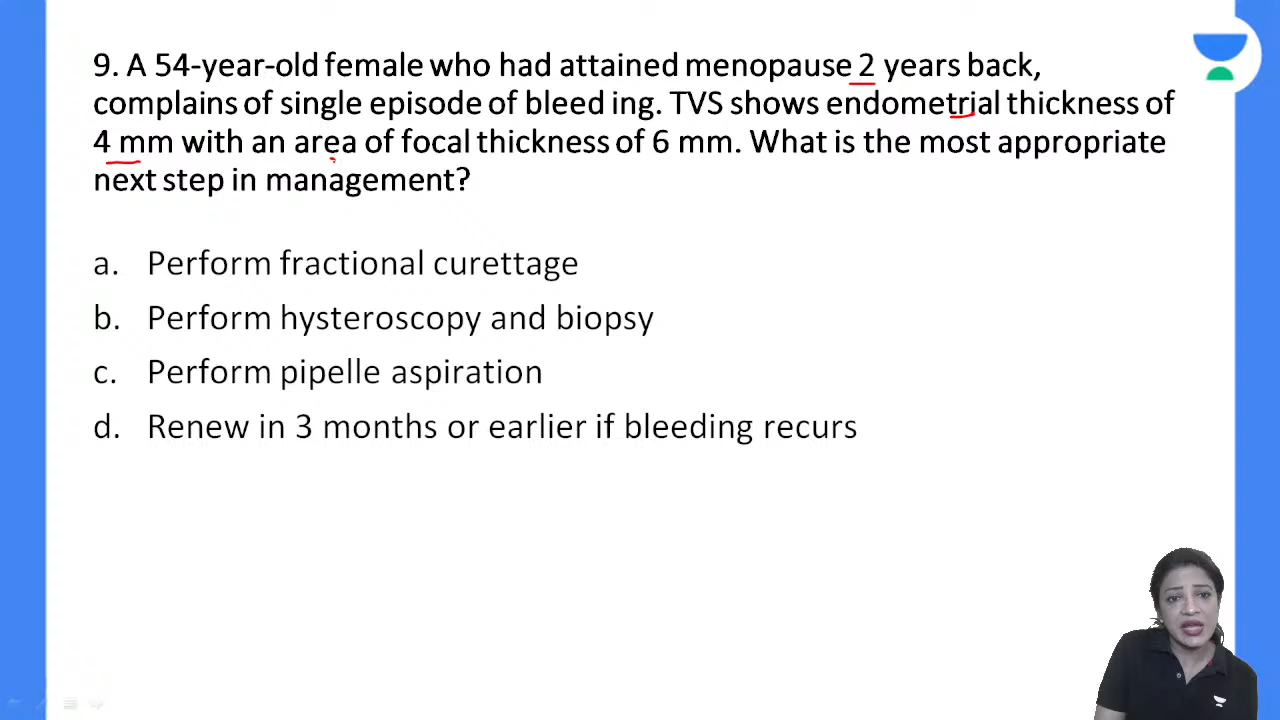 9. A 54-year-old female who had attained menopause 2 years back,
complains of single episode of bleed ing. TVS shows endometrial thickness of
4 mm with an area of focal thickness of 6 mm. What is the most appropriate
next step in management?
a. Perform fractional curettage
b. Perform hysteroscopy and biopsy
c. Perform pipelle aspiration
d. Renew in 3 months or earlier if bleeding recurs